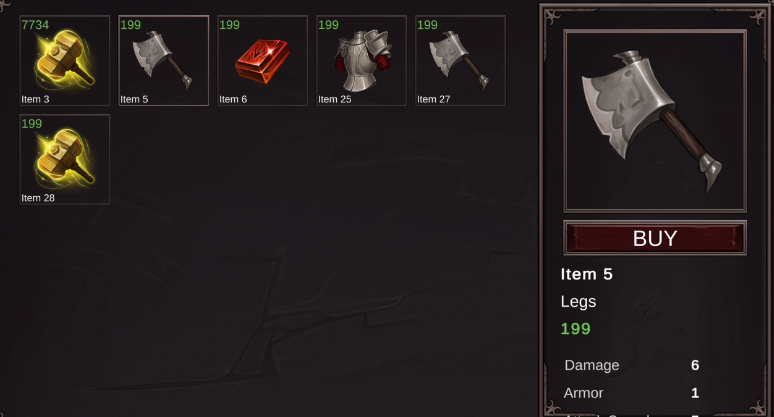 7734
199
199
199
199
Item 3
Item 5
Item 6
Item 25
Item 27
199
Item 28
BUY
Item 5
Legs
199
Damage 6
Armor 1